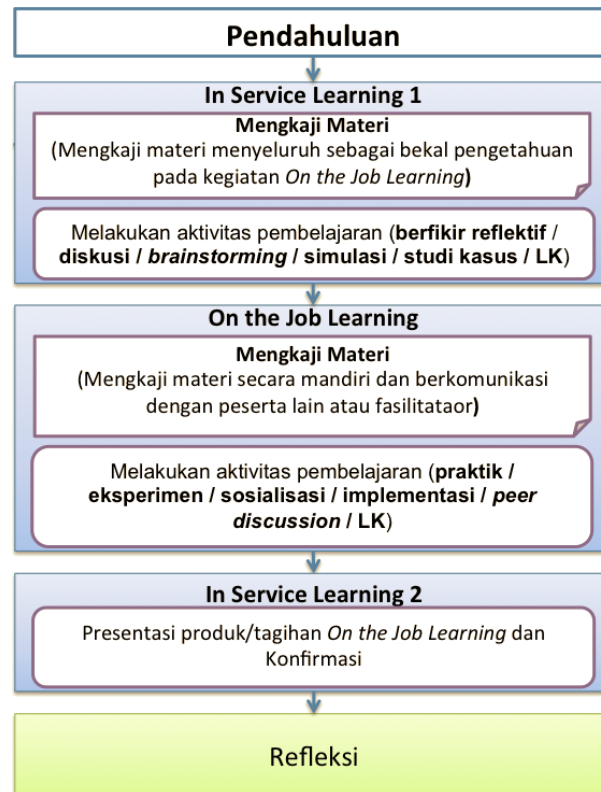 Pendahuluan
In Service Learning 1
Mengkaji Materi
(Mengkaji materi menyeluruh sebagai bekal pengetahuan
pada kegiatan On the Job Learning)
Melakukan aktivitas pembelajaran (berfikir reflektif /
diskusi / brainstorming / simulasi / studi kasus / LK)
On the Job Learning
Mengkaji Materi
(Mengkaji materi secara mandiri dan berkomunikasi
dengan peserta lain atau fasilitataor)
Melakukan aktivitas pembelajaran (praktik /
eksperimen / sosialisasi / implementasi / peer
discussion / LK)
In Service Learning 2
Presentasi produk/tagihan On the Job Learning dan
Konfirmasi
Refleksi